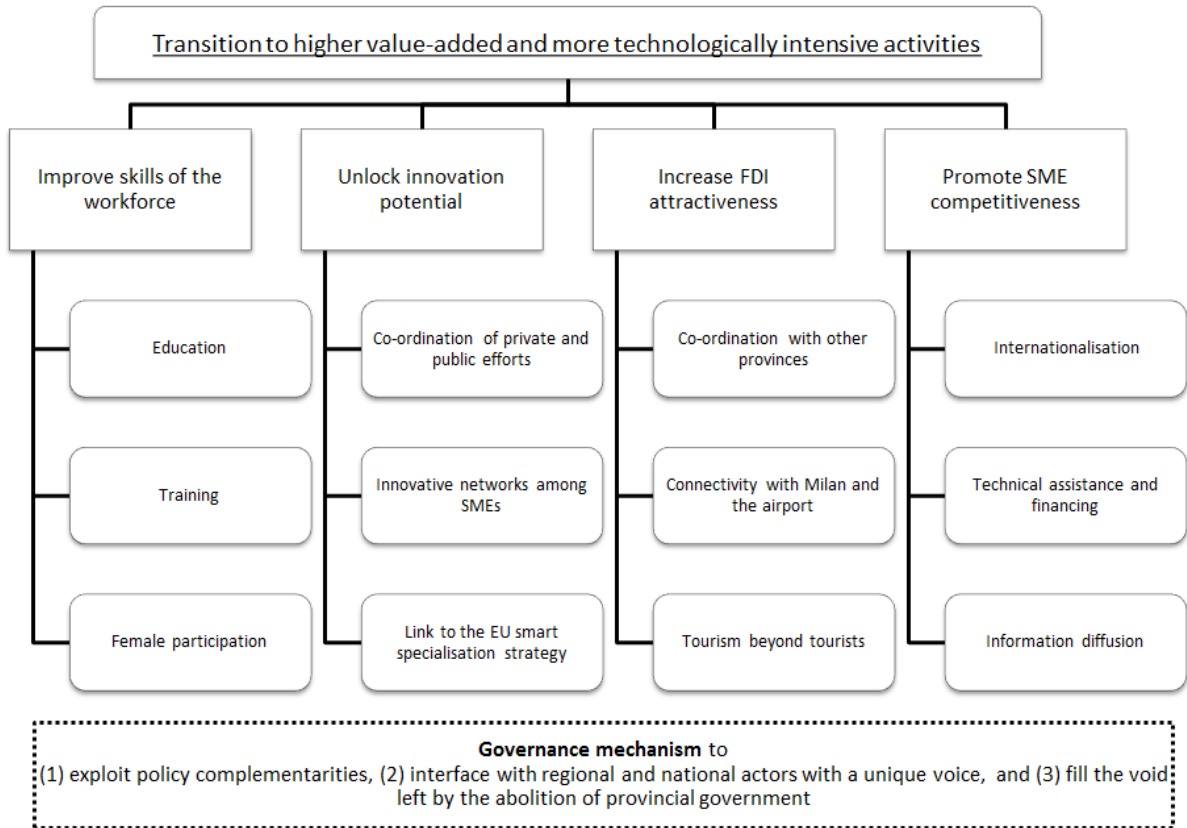 Transition to higher value-added and more technologically intensive activities
Improve skills of the
workforce
Unlock innovation
potential
Increase FDI
attractiveness
Promote SME
competitiveness
Education
Co-ordination of private and
public efforts
Co-ordination with other
provinces
Internationalisation
Training
Innovative networks among
SMEs
Connectivity with Milan and
the airport
Technical assistance and
financing
Female participation
Link to the EU smart
specialisation strategy
Tourism beyond tourists
Information diffusion
Governance mechanism to
(1) exploit policy complementarities, (2) interface with regional and national actors with a unique voice, and (3) fill the void
left by the abolition of provincial government